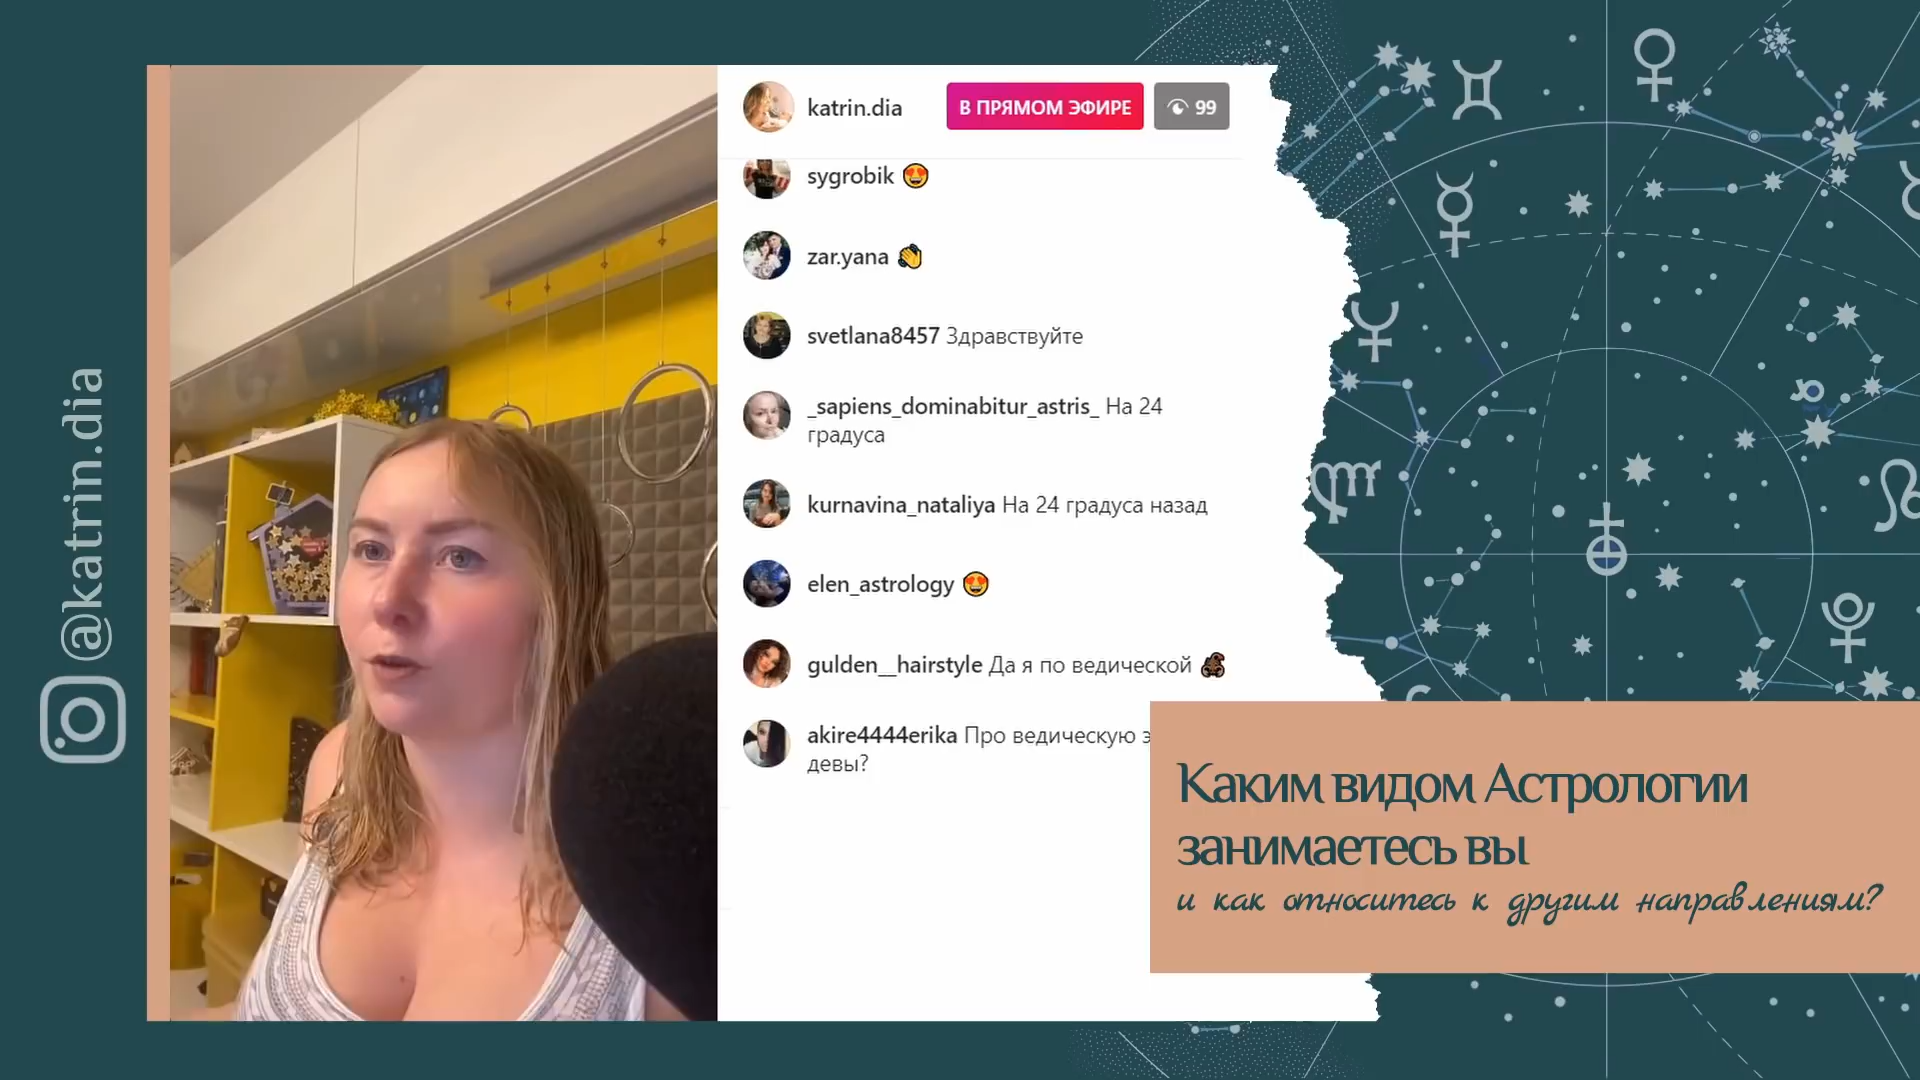 @katrin.dia
katrin.dia
В ПРЯМОМ ЭФИРЕ
99
sygrobik 😍
zar.yana 👏
svetlana8457 Здравствуйте
_sapiens_dominabitur_astris_ На 24
градуса
kurnavina_nataliya На 24 градуса назад
elen_astrology 😍
gulden__hairstyle Да я по ведической
akire4444erika Про ведическую
девы?
Каким видом Астрологии
занимаетесь вы
и как относитесь к другим направлениям?